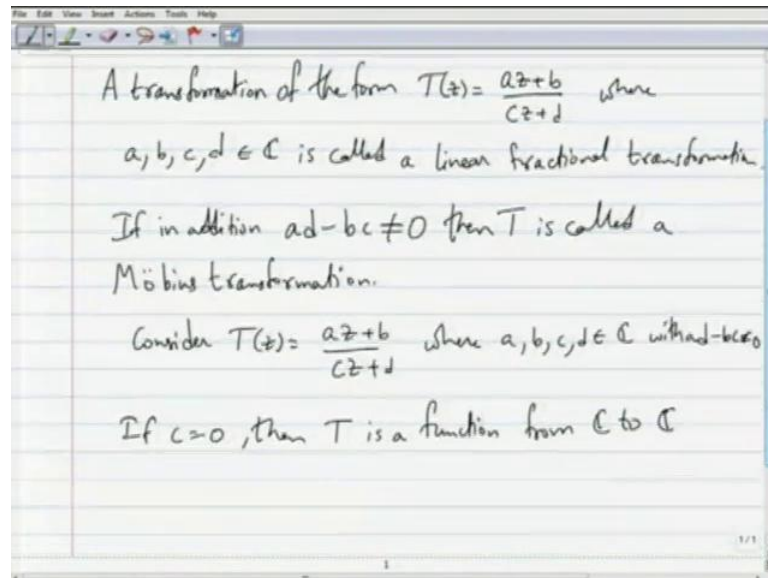 File Edit View Insert Actions Tools Help
A transformation of the form T(z) = (az+b)/(cz+d) where
a, b, c, d ∈ ℂ is called a linear fractional transformation.
If in addition ad-bc≠0 then T is called a
Möbius transformation.
Consider T(z) = (az+b)/(cz+d) where a, b, c, d ∈ ℂ with ad-bc≠0
If c=0, then T is a function from ℂ to ℂ
1/1
1